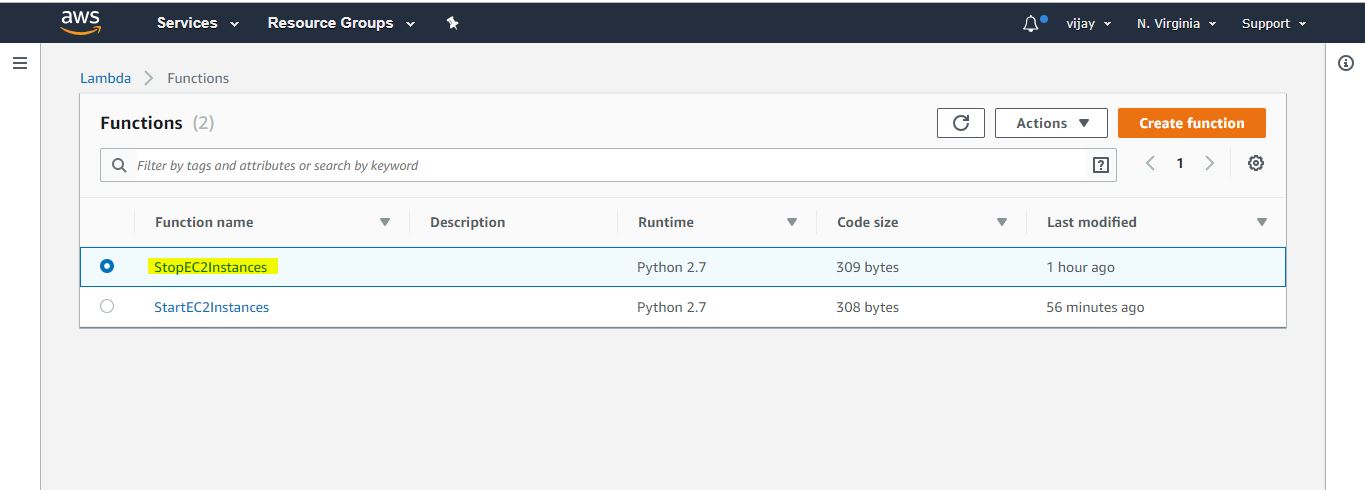 aws Services Resource Groups vijay N. Virginia Support
Lambda Functions
Functions (2) Actions Create function
Filter by tags and attributes or search by keyword ? 1
Function name Description Runtime Code size Last modified
StopEC2Instances Python 2.7 309 bytes 1 hour ago
StartEC2Instances Python 2.7 308 bytes 56 minutes ago